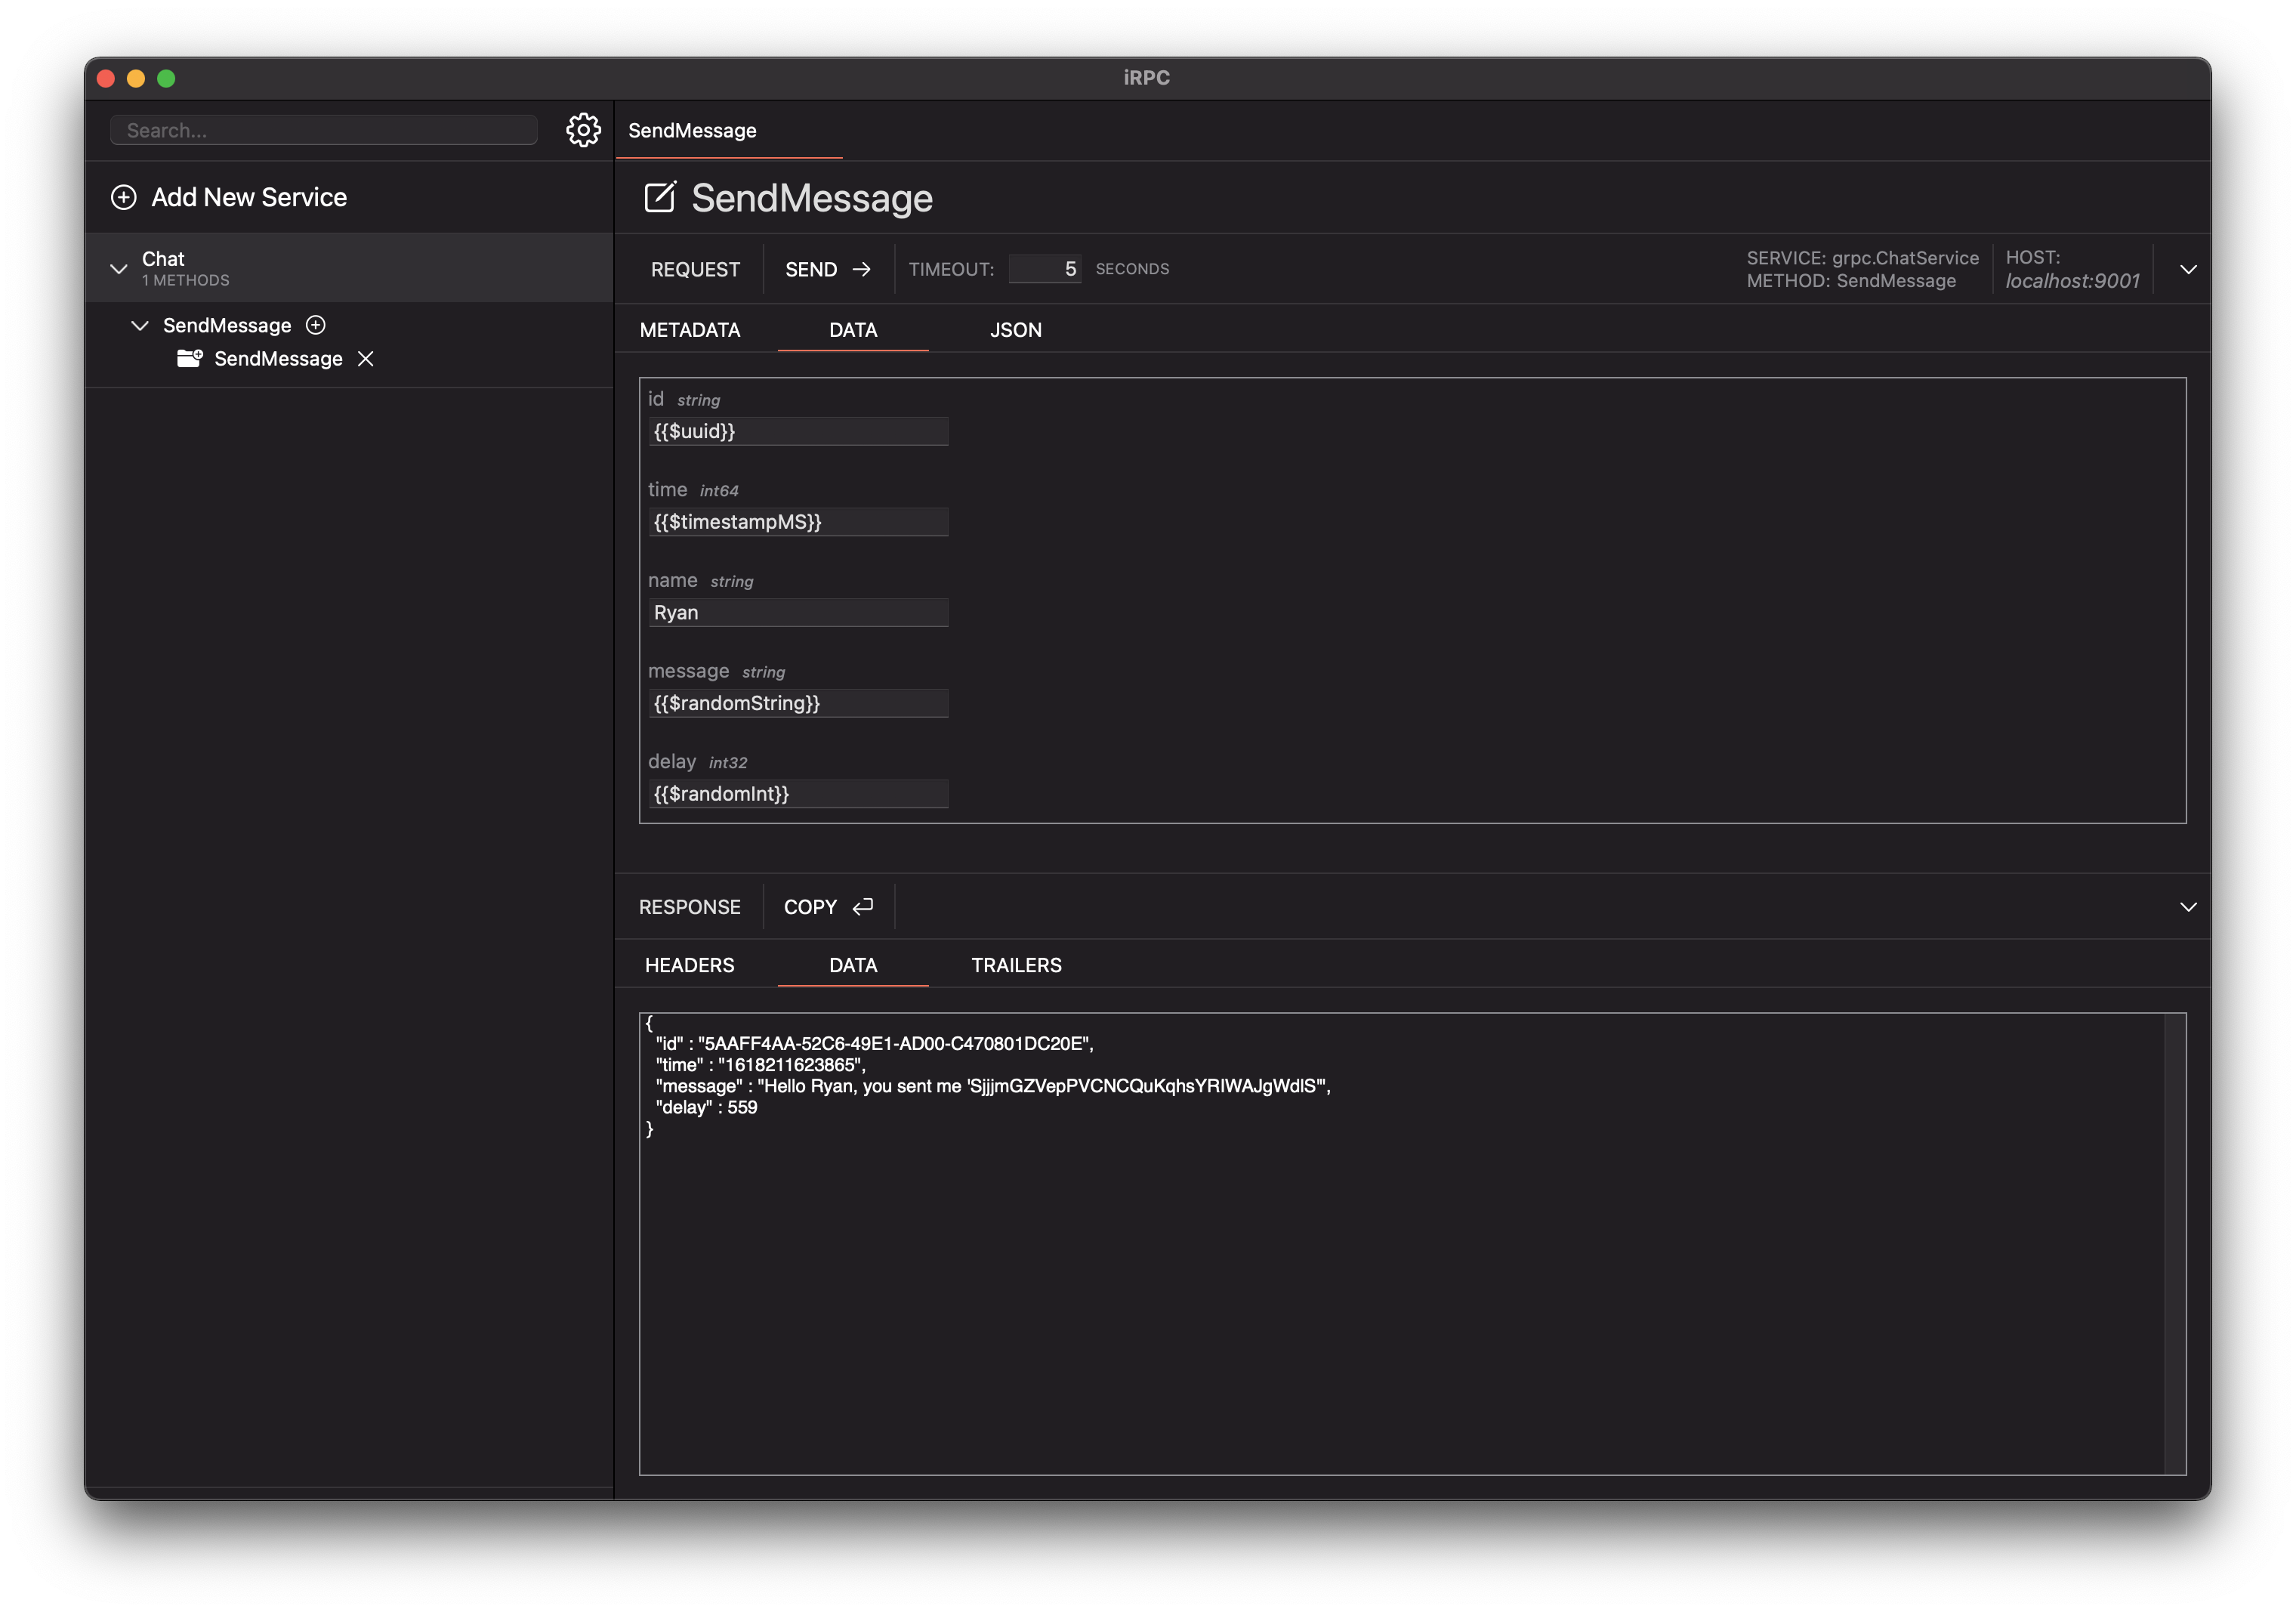 iRPC
Search...
SendMessage
Add New Service
SendMessage
Chat
1 METHODS
REQUEST SEND TIMEOUT: 5 SECONDS
SERVICE: grpc.ChatService
METHOD: SendMessage
HOST:
localhost:9001
SendMessage
SendMessage
METADATA DATA JSON
id string
{{$uuid}}
time int64
{{$timestampMS}}
name string
Ryan
message string
{{$randomString}}
delay int32
{{$randomInt}}
RESPONSE COPY
HEADERS DATA TRAILERS
{
"id" : "5AAFF4AA-52C6-49E1-AD00-C470801DC20E",
"time" : "1618211623865",
"message" : "Hello Ryan, you sent me 'SjjjmGZVepPVCNCQuKqhsYRIWAJgWdlS'",
"delay" : 559
}